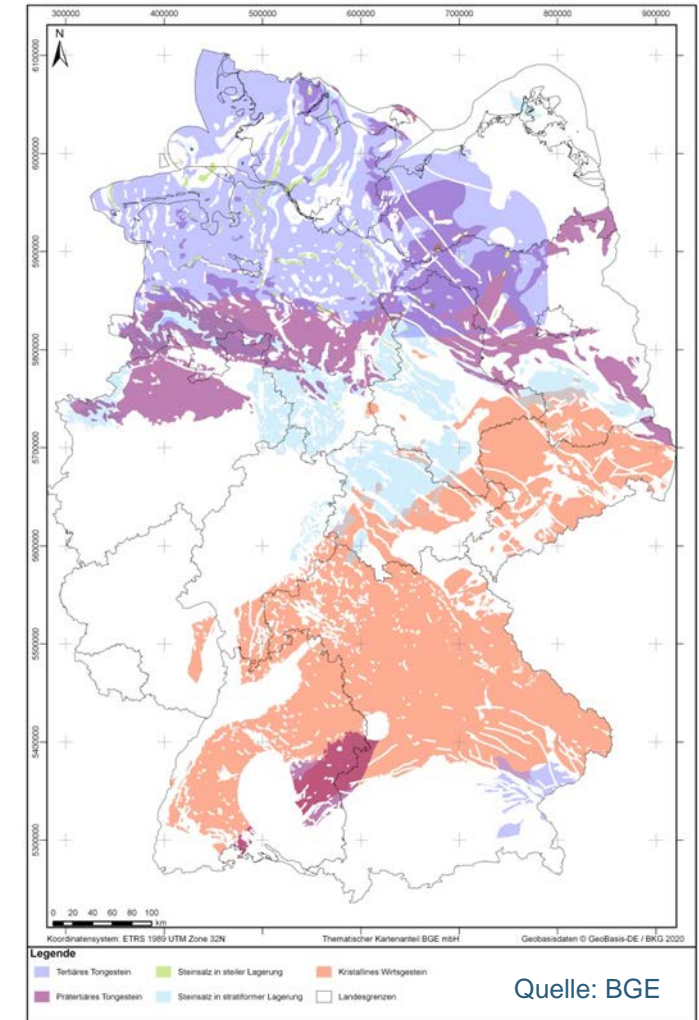 300000 400000 500000 600000 700000 800000 900000
N
6100000
6000000
5900000
5800000
5700000
5600000
5500000
5400000
5300000
0 20 40 60 80 100
km
Koordinatensystem: ETRS 1989 UTM Zone 32N Thematischer Kartenanteil BGE mbH Geobasisdaten © GeoBasis-DE / BKG 2020
Legende
Tertiäres Tongestein Steinsalz in steiler Lagerung Kristallines Wirtsgestein
Prätertiäres Tongestein Steinsalz in stratiformer Lagerung Landesgrenzen
Quelle: BGE